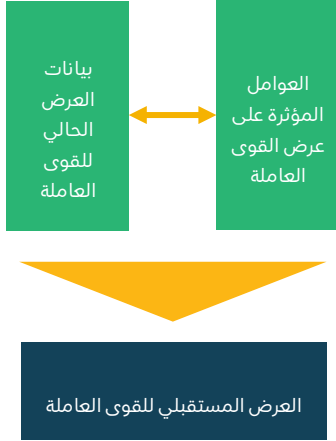 العوامل
المؤثرة على
عرض القوى
العاملة
بيانات
العرض
الحالي
للقوى
العاملة
العرض المستقبلي للقوى العاملة